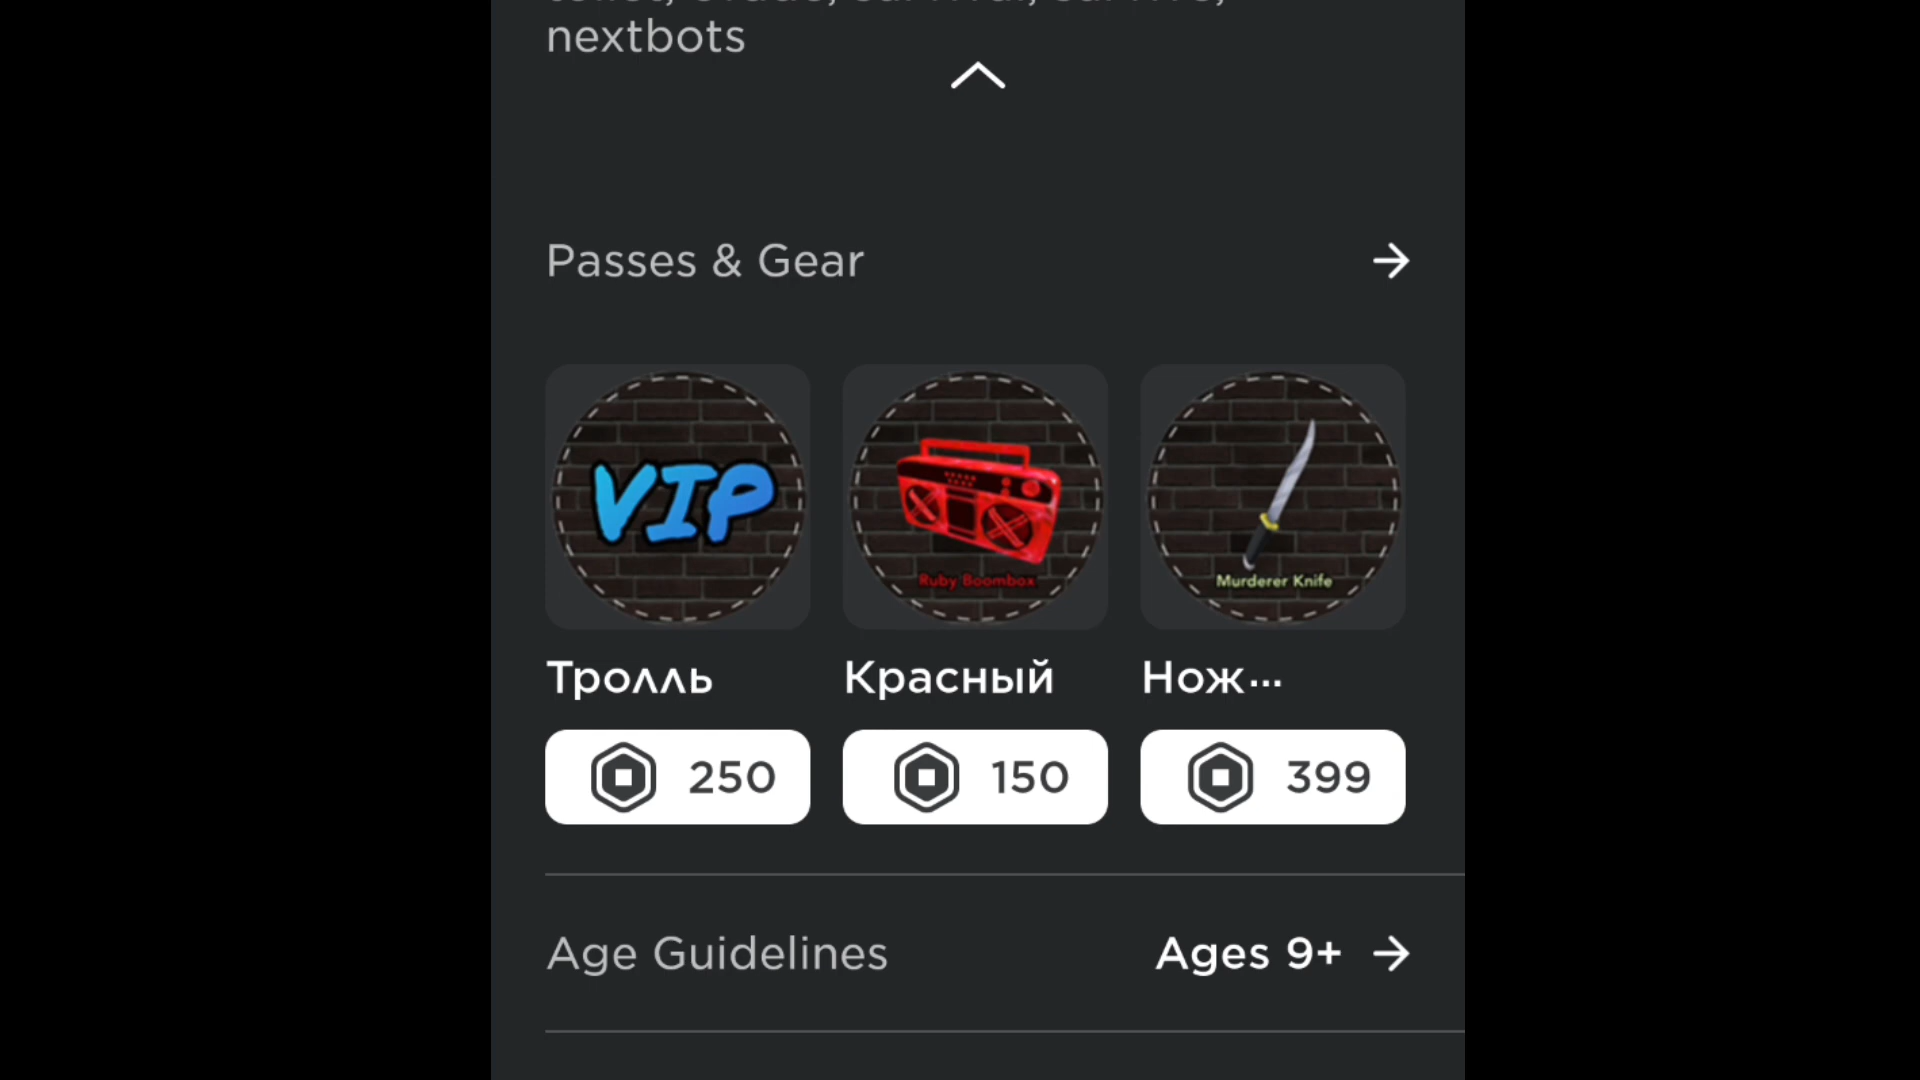 nextbots
Passes & Gear
VIP
Ruby Boombox
Murderer Knife
Тролль
Красный
Нож...
250
150
399
Age Guidelines
Ages 9+